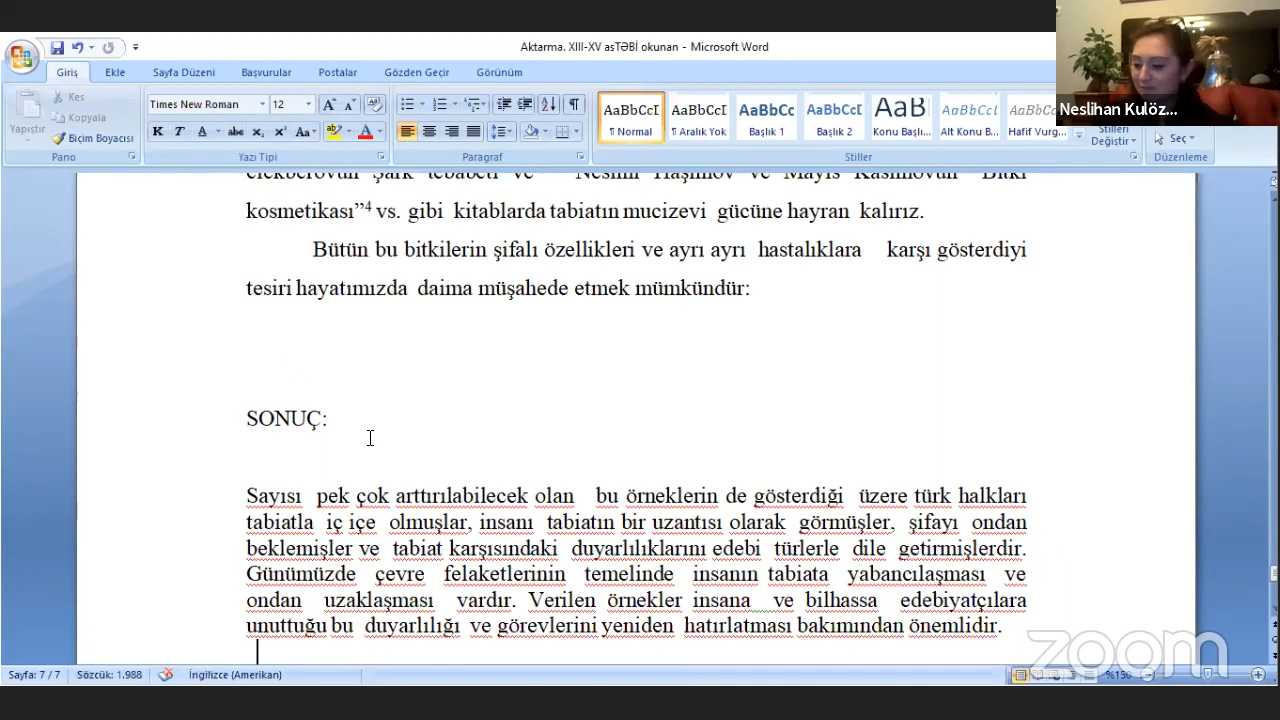 Aktarma. XIII-XV asTƏBİ okunan - Microsoft Word
Neslihan Kulöz...
Giriş Ekle Sayfa Düzeni Başvurular Postalar Gözden Geçir Görünüm
Yapıştır
Kes
Kopyala
Biçim Boyacısı
Pano
Times New Roman 12
Yazı Tipi
Paragraf
AaBbCcI AaBbCcI AaBbCc AaBbCc AaB AaBbCcI AaBbCcI
¶ Normal ¶ Aralık Yok Başlık 1 Başlık 2 Konu Başlı... Alt Konu B... Hafif Vurg...
Stilleri Değiştir
Stiller
Seç
Düzenleme
kosmetikası”4 vs. gibi kitablarda tabiatın mucizevi gücüne hayran kalırız.
Bütün bu bitkilerin şifalı özellikleri ve ayrı ayrı hastalıklara karşı gösterdiyi
tesiri hayatımızda daima müşahede etmek mümkündür:
SONUÇ:
Sayısı pek çok arttırılabilecek olan bu örneklerin de gösterdiği üzere türk halkları
tabiatla iç içe olmuşlar, insanı tabiatın bir uzantısı olarak görmüşler, şifayı ondan
beklemişler ve tabiat karşısındaki duyarlılıklarını edebi türlerle dile getirmişlerdir.
Günümüzde çevre felaketlerinin temelinde insanın tabiata yabancılaşması ve
ondan uzaklaşması vardır. Verilen örnekler insana ve bilhassa edebiyatçılara
unuttuğu bu duyarlılığı ve görevlerini yeniden hatırlatması bakımından önemlidir.
zoom
Sayfa: 7 / 7 Sözcük: 1.988 İngilizce (Amerikan) %150